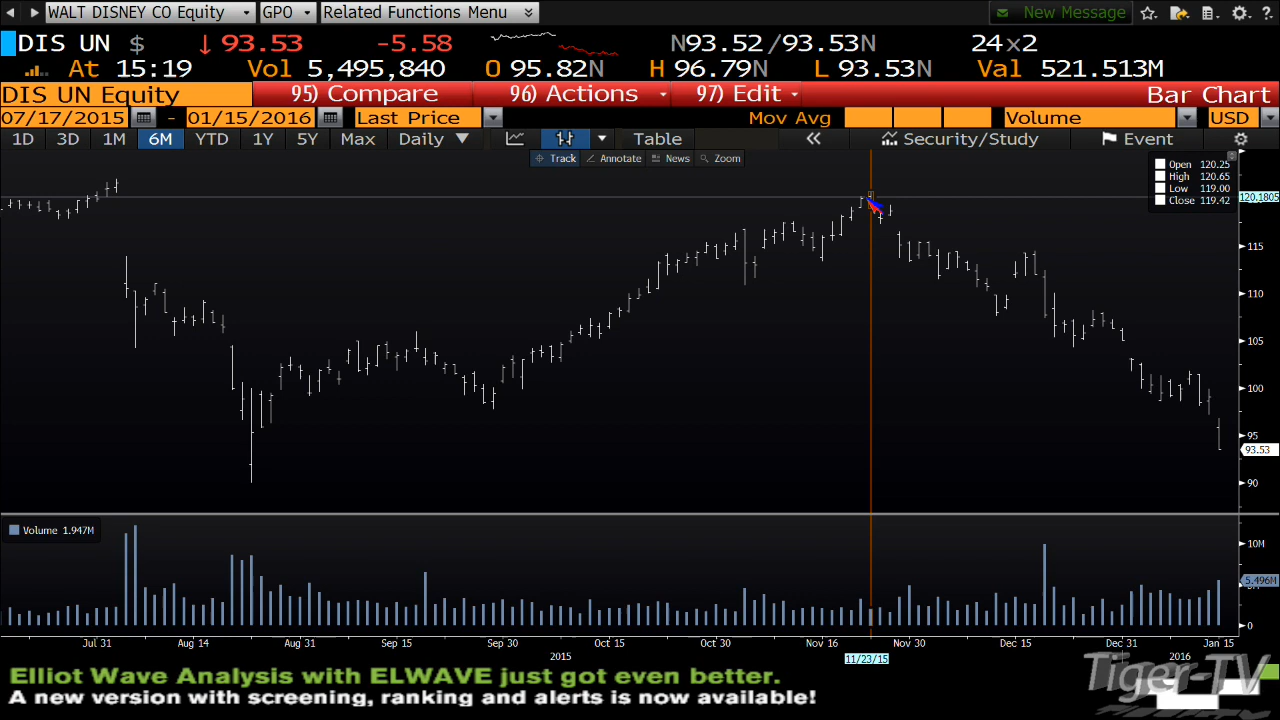 WALT DISNEY CO Equity GPO Related Functions Menu New Message
DIS UN $ ↓ 93.53 -5.58 N93.52/93.53N 24x2
At 15:19 Vol 5,495,840 O 95.82N H 96.79N L 93.53N Val 521.513M
DIS UN Equity 95) Compare 96) Actions 97) Edit Bar Chart
07/17/2015 - 01/15/2016 Last Price Mov Avg Volume USD
1D 3D 1M 6M YTD 1Y 5Y Max Daily ▼ Table « Security/Study Event
Track Annotate News Zoom
Open 120.25
High 120.65
Low 119.00
Close 119.42
120.1805
115
110
105
100
95
93.53
90
Volume 1.947M
10M
5.496M
0
Jul 31 Aug 14 Aug 31 Sep 15 Sep 30 Oct 15 Oct 30 Nov 16 Nov 30 Dec 15 Dec 31 Jan 15
2015 11/23/15 2016
Elliot Wave Analysis with ELWAVE just got even better.
A new version with screening, ranking and alerts is now available!
Tiger-TV